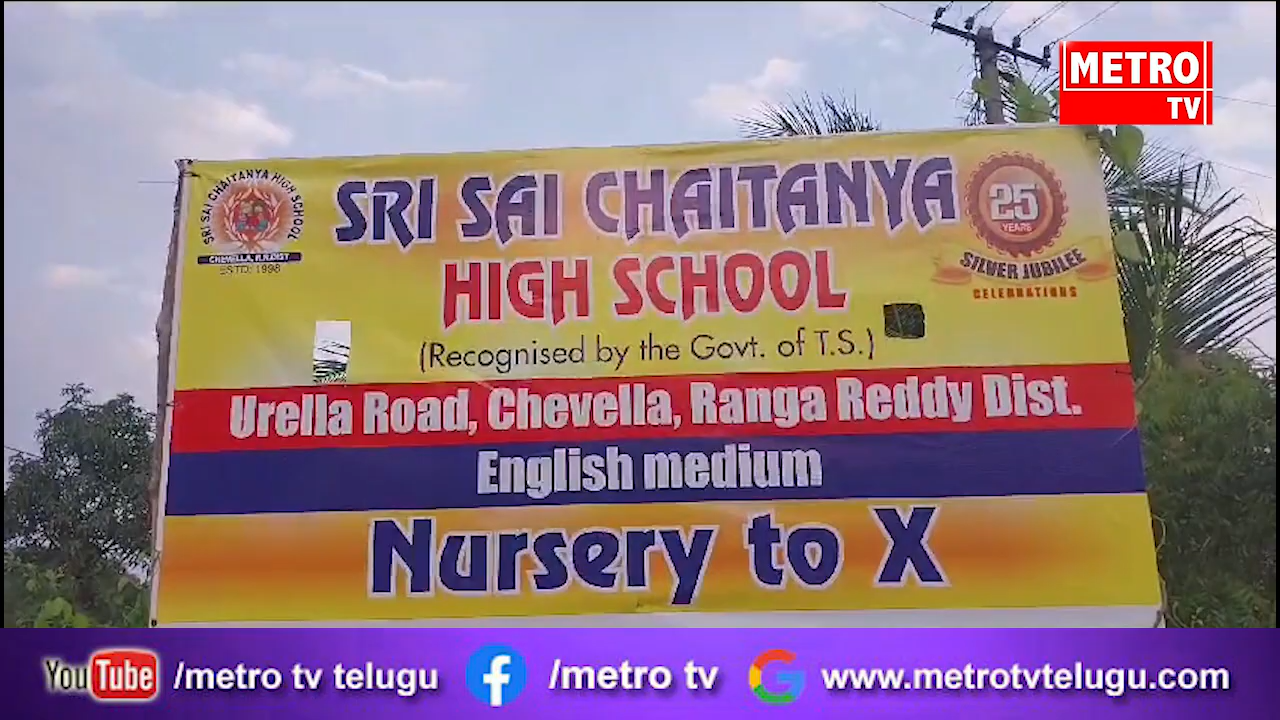 METRO
TV
SRI SAI CHAITANYA HIGH SCHOOL
CHEVELLA, R.R.DIST
ESTD: 1998
SRI SAI CHAITANYA
HIGH SCHOOL
25
YEARS
SILVER JUBILEE
CELEBRATIONS
(Recognised by the Govt. of T.S.)
Urella Road, Chevella, Ranga Reddy Dist.
English medium
Nursery to X
YouTube /metro tv telugu f /metro tv G www.metrotvtelugu.com